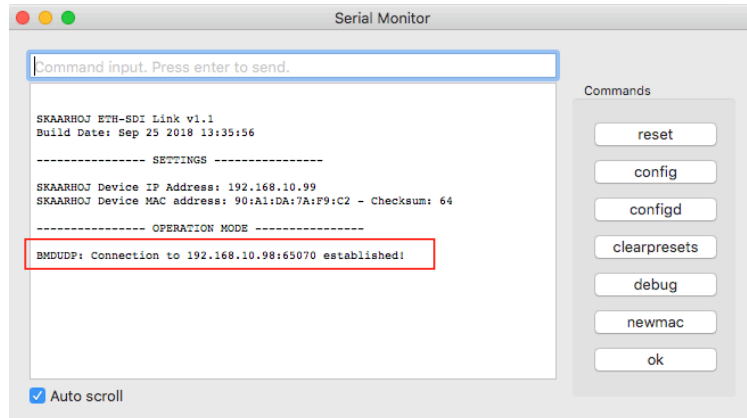 Serial Monitor
Command input. Press enter to send.
SKAARHOJ ETH-SDI Link v1.1
Build Date: Sep 25 2018 13:35:56
---------------- SETTINGS ----------------
SKAARHOJ Device IP Address: 192.168.10.99
SKAARHOJ Device MAC address: 90:A1:DA:7A:F9:C2 - Checksum: 64
---------------- OPERATION MODE ----------------
BMDUDP: Connection to 192.168.10.98:65070 established!
Auto scroll
Commands
reset
config
configd
clearpresets
debug
newmac
ok